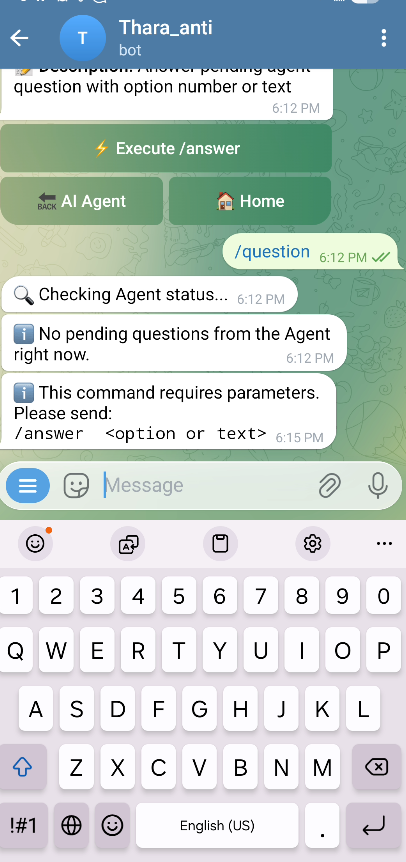 Thara_anti
bot
📝 Description: Answer pending agent
question with option number or text
6:12 PM
⚡ Execute /answer
🔙 AI Agent
🏠 Home
/question 6:12 PM
🔍 Checking Agent status... 6:12 PM
ℹ️ No pending questions from the Agent
right now.
6:12 PM
ℹ️ This command requires parameters.
Please send:
/answer <option or text> 6:15 PM
Message
1 2 3 4 5 6 7 8 9 0
Q W E R T Y U I O P
A S D F G H J K L
Z X C V B N M
!#1 English (US) .